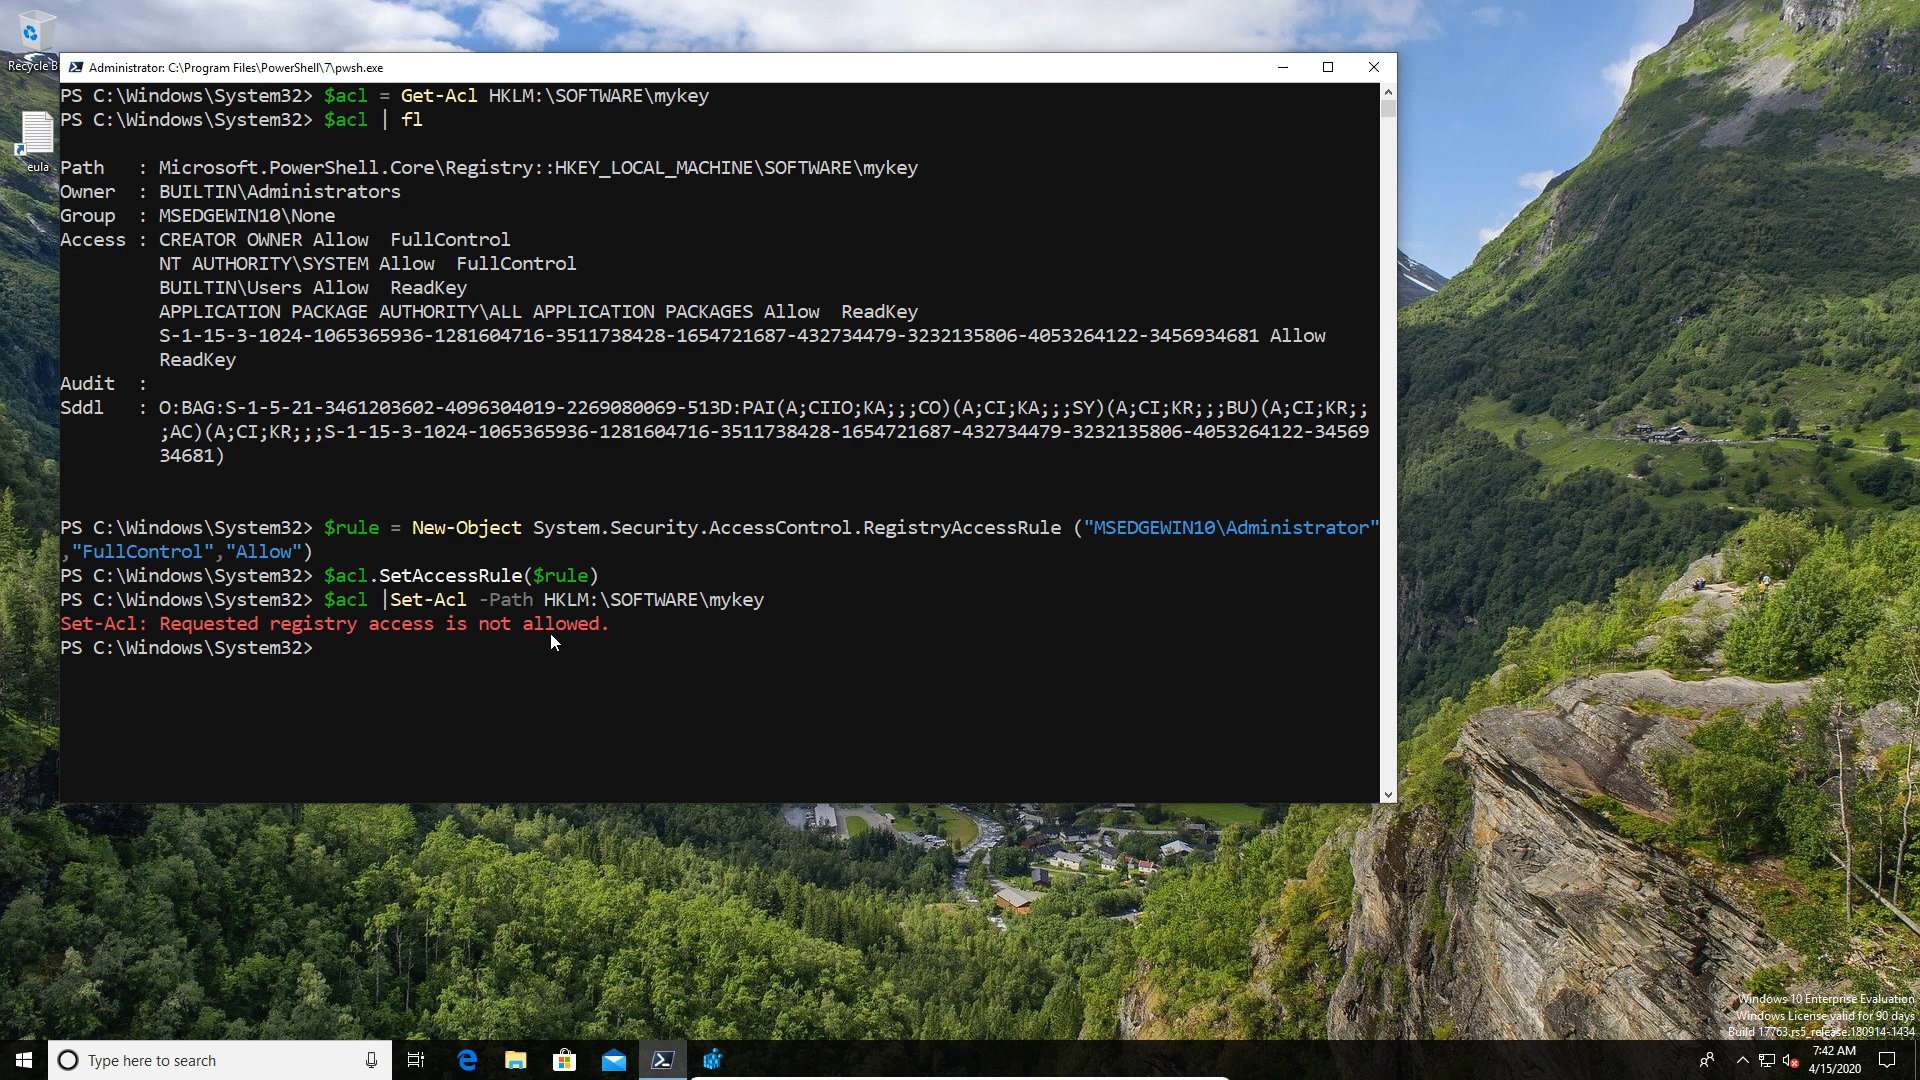 Recycle B
eula
Administrator: C:\Program Files\PowerShell\7\pwsh.exe
PS C:\Windows\System32> $acl = Get-Acl HKLM:\SOFTWARE\mykey
PS C:\Windows\System32> $acl | fl
Path   : Microsoft.PowerShell.Core\Registry::HKEY_LOCAL_MACHINE\SOFTWARE\mykey
Owner  : BUILTIN\Administrators
Group  : MSEDGEWIN10\None
Access : CREATOR OWNER Allow  FullControl
NT AUTHORITY\SYSTEM Allow  FullControl
BUILTIN\Users Allow  ReadKey
APPLICATION PACKAGE AUTHORITY\ALL APPLICATION PACKAGES Allow  ReadKey
S-1-15-3-1024-1065365936-1281604716-3511738428-1654721687-432734479-3232135806-4053264122-3456934681 Allow
ReadKey
Audit  :
Sddl   : O:BAG:S-1-5-21-3461203602-4096304019-2269080069-513D:PAI(A;CIIO;KA;;;CO)(A;CI;KA;;;SY)(A;CI;KR;;;BU)(A;CI;KR;;
;AC)(A;CI;KR;;;S-1-15-3-1024-1065365936-1281604716-3511738428-1654721687-432734479-3232135806-4053264122-34569
34681)
PS C:\Windows\System32> $rule = New-Object System.Security.AccessControl.RegistryAccessRule ("MSEDGEWIN10\Administrator"
,"FullControl","Allow")
PS C:\Windows\System32> $acl.SetAccessRule($rule)
PS C:\Windows\System32> $acl |Set-Acl -Path HKLM:\SOFTWARE\mykey
Set-Acl: Requested registry access is not allowed.
PS C:\Windows\System32>
Windows 10 Enterprise Evaluation
Windows License valid for 90 days
Build 17763.rs5_release.180914-1434
Type here to search
7:42 AM
4/15/2020